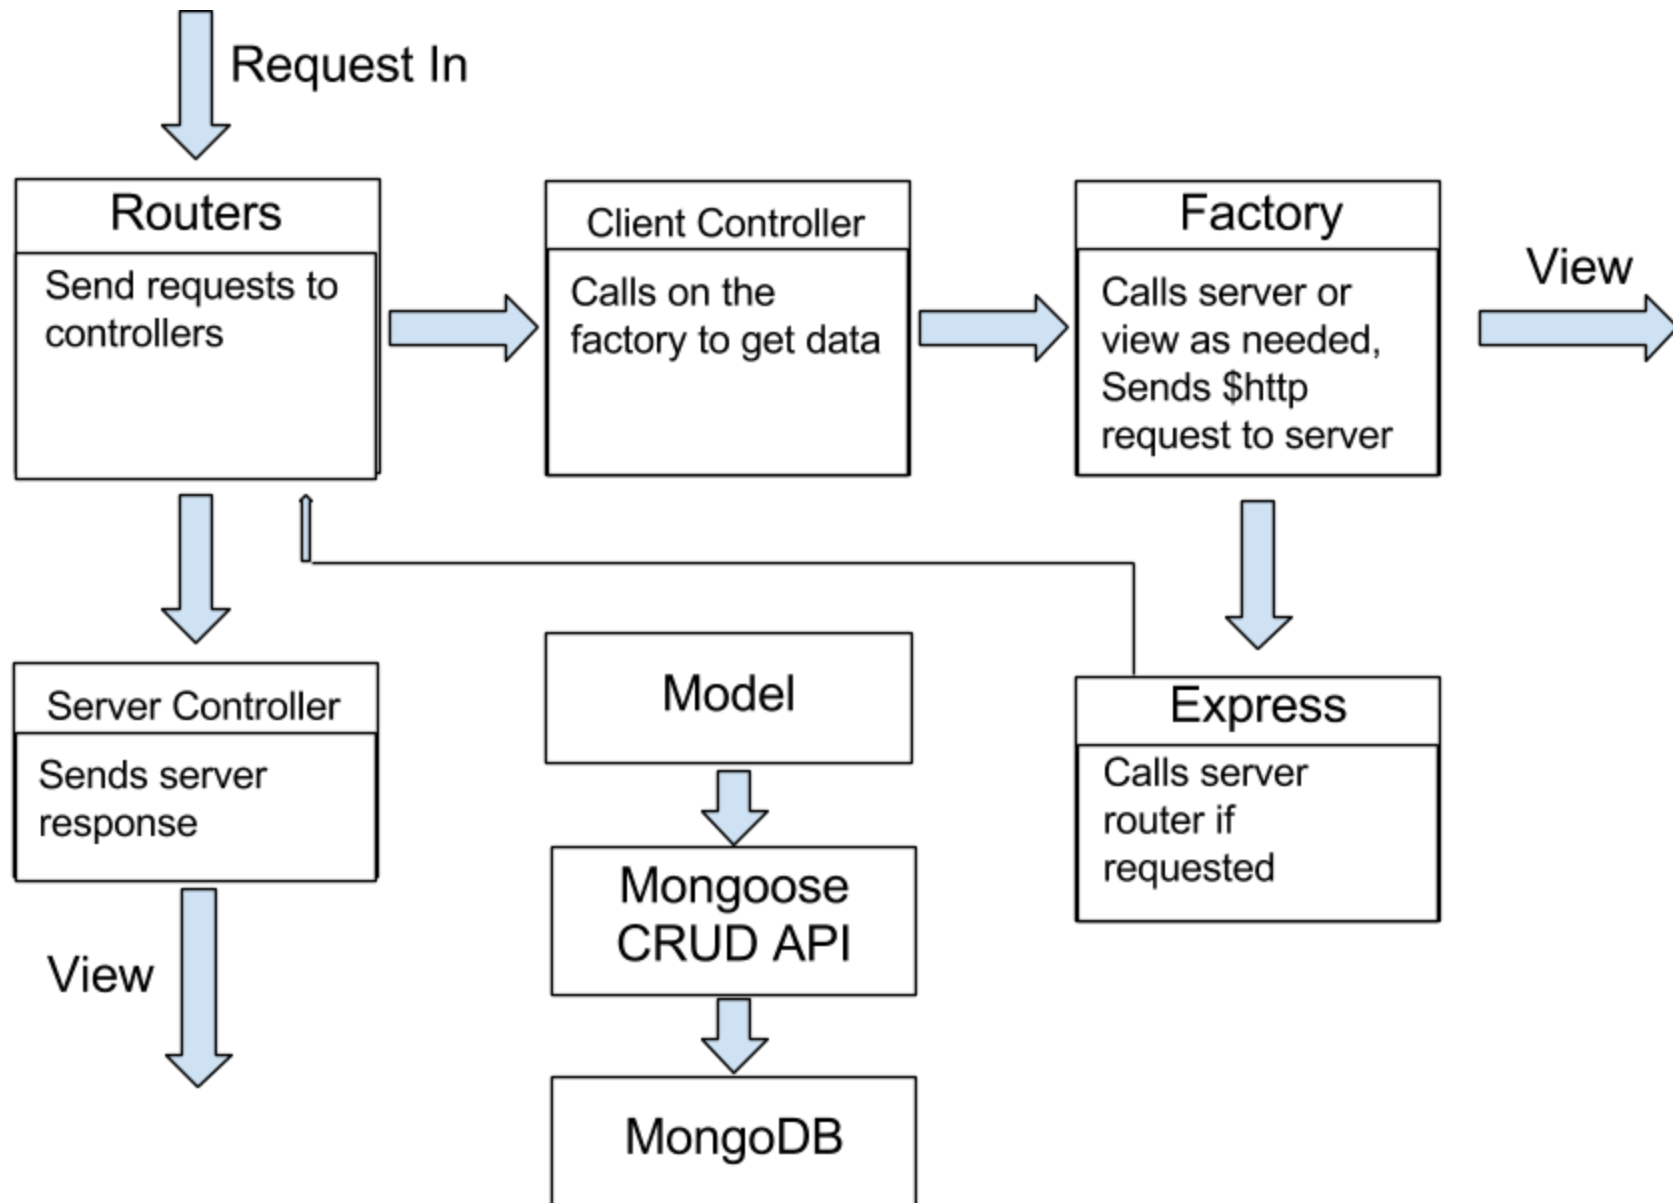 Request In
Routers
Send requests to
controllers
Client Controller
Calls on the
factory to get data
Factory
Calls server or
view as needed,
Sends $http
request to server
View
Server Controller
Sends server
response
View
Model
Mongoose
CRUD API
MongoDB
Express
Calls server
router if
requested